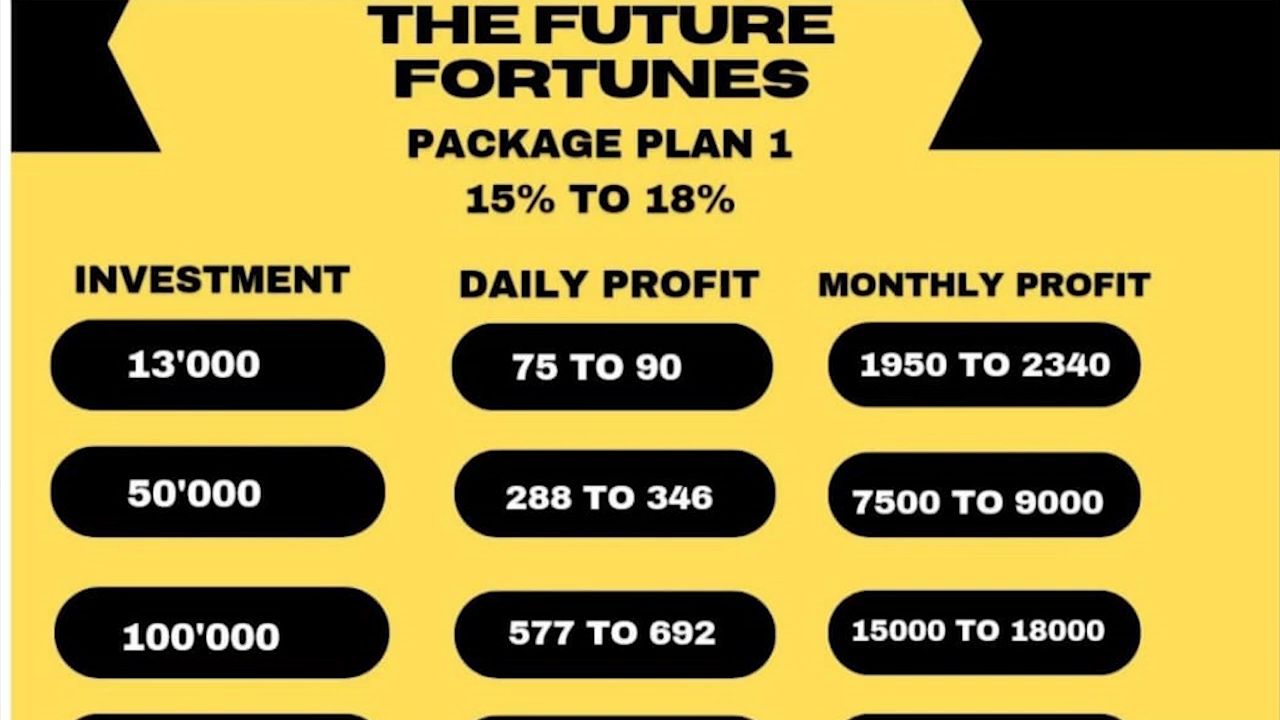 THE FUTURE
FORTUNES
PACKAGE PLAN 1
15% TO 18%
INVESTMENT DAILY PROFIT MONTHLY PROFIT
13'000 75 TO 90 1950 TO 2340
50'000 288 TO 346 7500 TO 9000
100'000 577 TO 692 15000 TO 18000